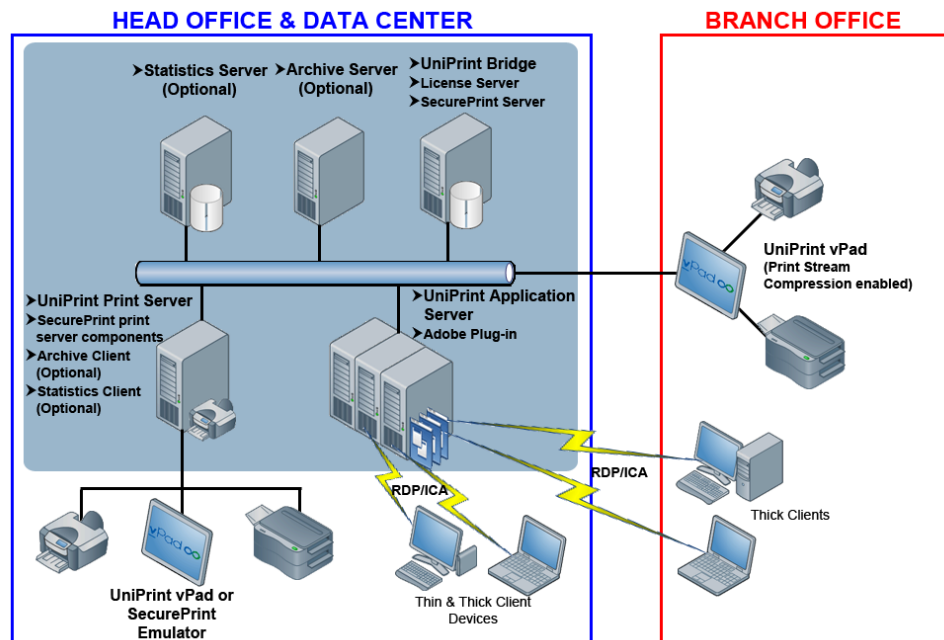 HEAD OFFICE & DATA CENTER
BRANCH OFFICE
➤Statistics Server
(Optional)
➤Archive Server
(Optional)
➤UniPrint Bridge
➤License Server
➤SecurePrint Server
UniPrint vPad
(Print Stream
Compression enabled)
vPad
➤UniPrint Print Server
➤SecurePrint print
server components
➤Archive Client
(Optional)
➤Statistics Client
(Optional)
➤UniPrint Application
Server
➤Adobe Plug-in
RDP/ICA
RDP/ICA
Thick Clients
vPad
UniPrint vPad or
SecurePrint
Emulator
Thin & Thick Client
Devices